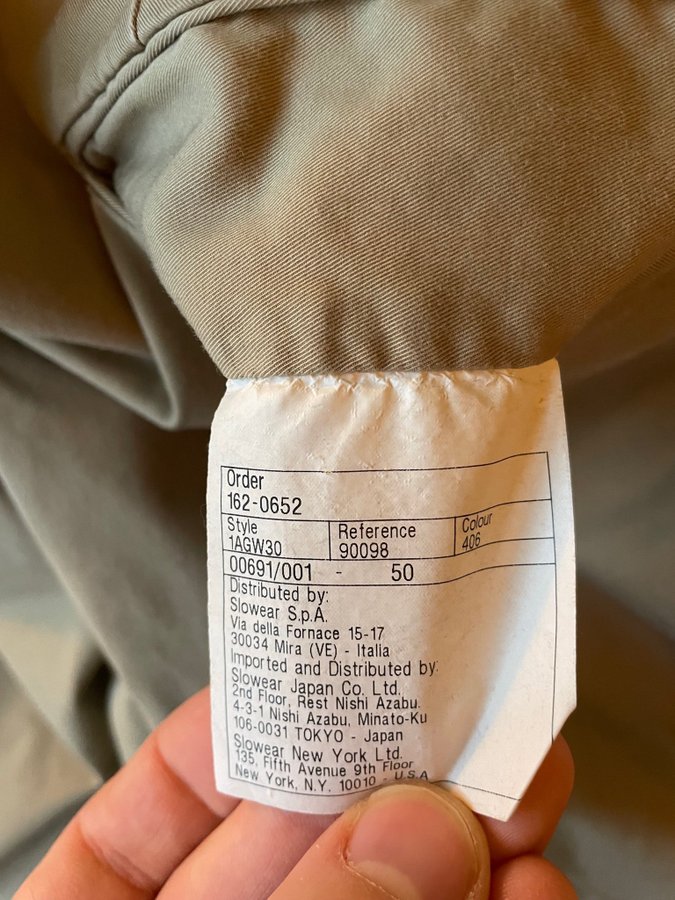 Order
162-0652
Style Reference Colour
1AGW30 90098 406
00691/001 - 50
Distributed by:
Slowear S.p.A.
Via della Fornace 15-17
30034 Mira (VE) - Italia
Imported and Distributed by:
Slowear Japan Co. Ltd.
2nd Floor, Rest Nishi Azabu.
4-3-1 Nishi Azabu, Minato-Ku
106-0031 TOKYO - Japan
Slowear New York Ltd.
135, Fifth Avenue 9th Floor
New York, N.Y. 10010 - U.S.A